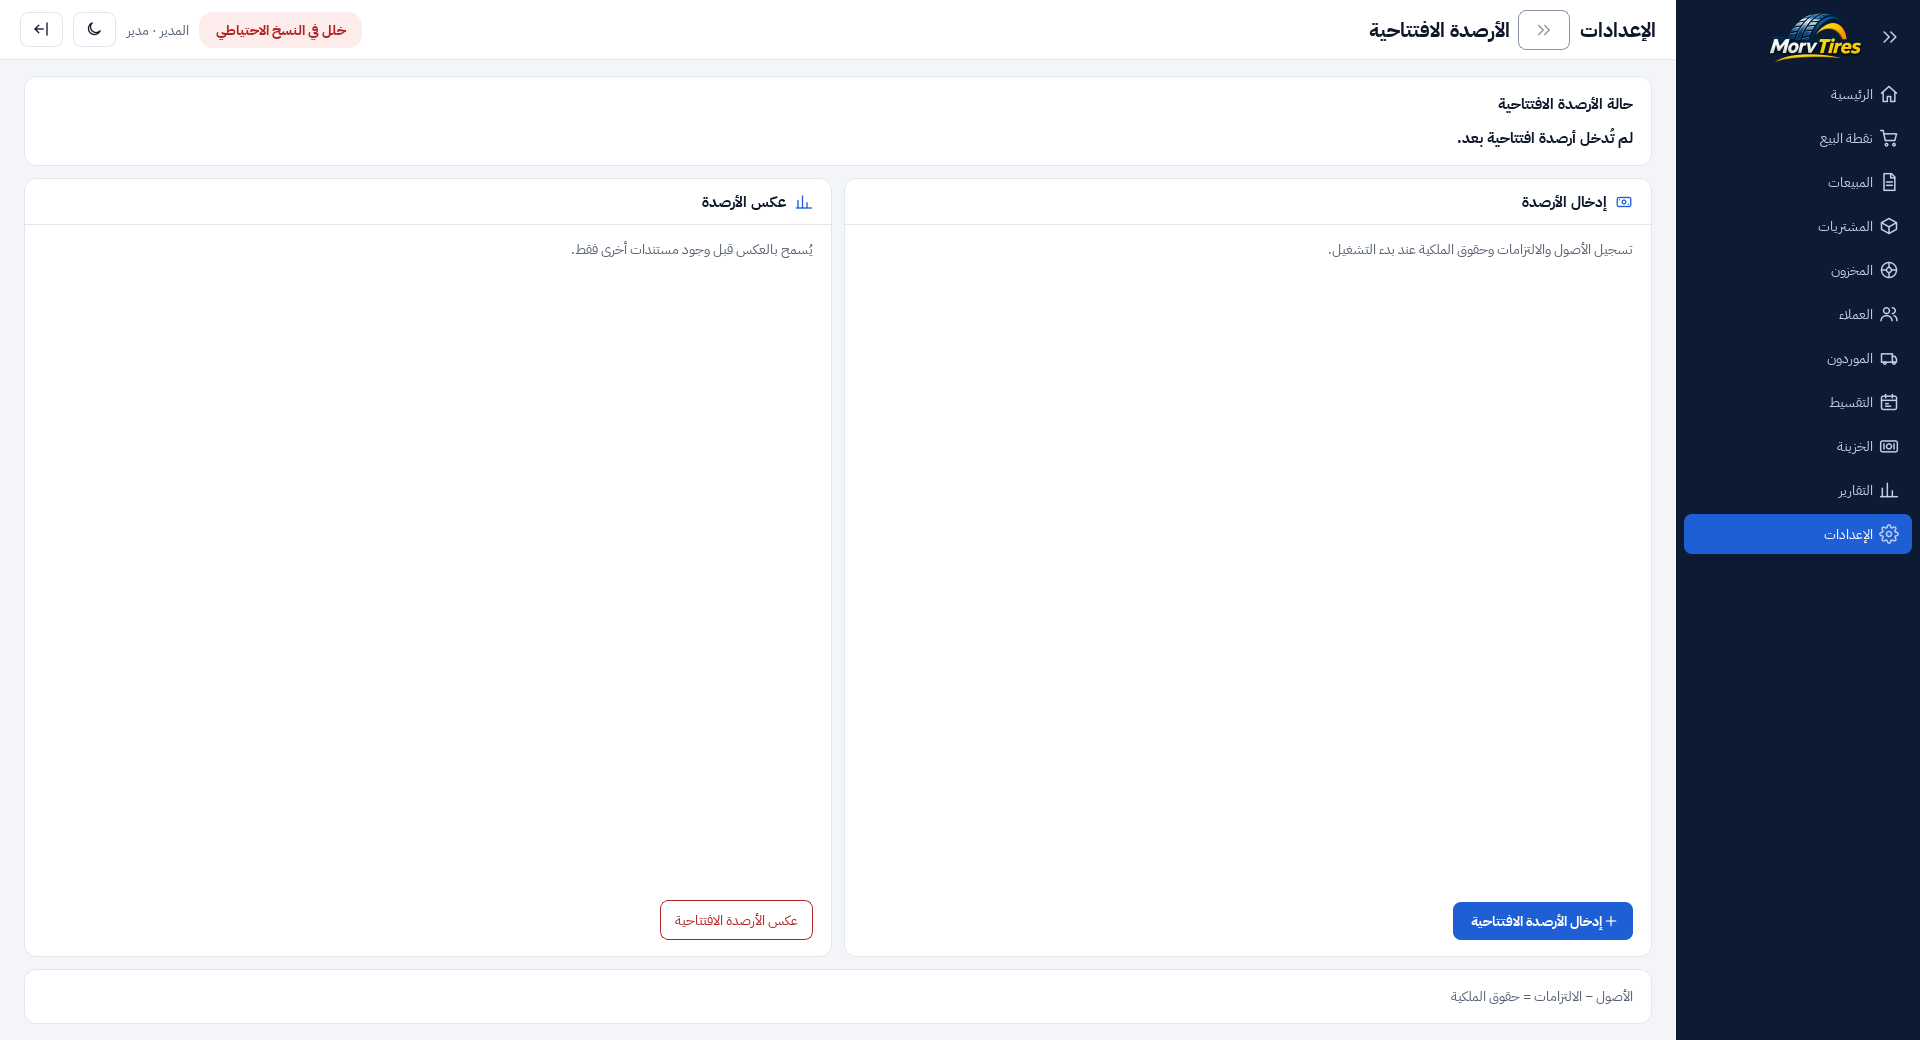 الإعدادات
الأرصدة الافتتاحية
خلل في النسخ الاحتياطي
المدير · مدير
MorvTires
الرئيسية
نقطة البيع
المبيعات
المشتريات
المخزون
العملاء
الموردون
التقسيط
الخزينة
التقارير
الإعدادات
حالة الأرصدة الافتتاحية
لم تُدخل أرصدة افتتاحية بعد.
إدخال الأرصدة
تسجيل الأصول والالتزامات وحقوق الملكية عند بدء التشغيل.
+ إدخال الأرصدة الافتتاحية
عكس الأرصدة
يُسمح بالعكس قبل وجود مستندات أخرى فقط.
عكس الأرصدة الافتتاحية
الأصول − الالتزامات = حقوق الملكية